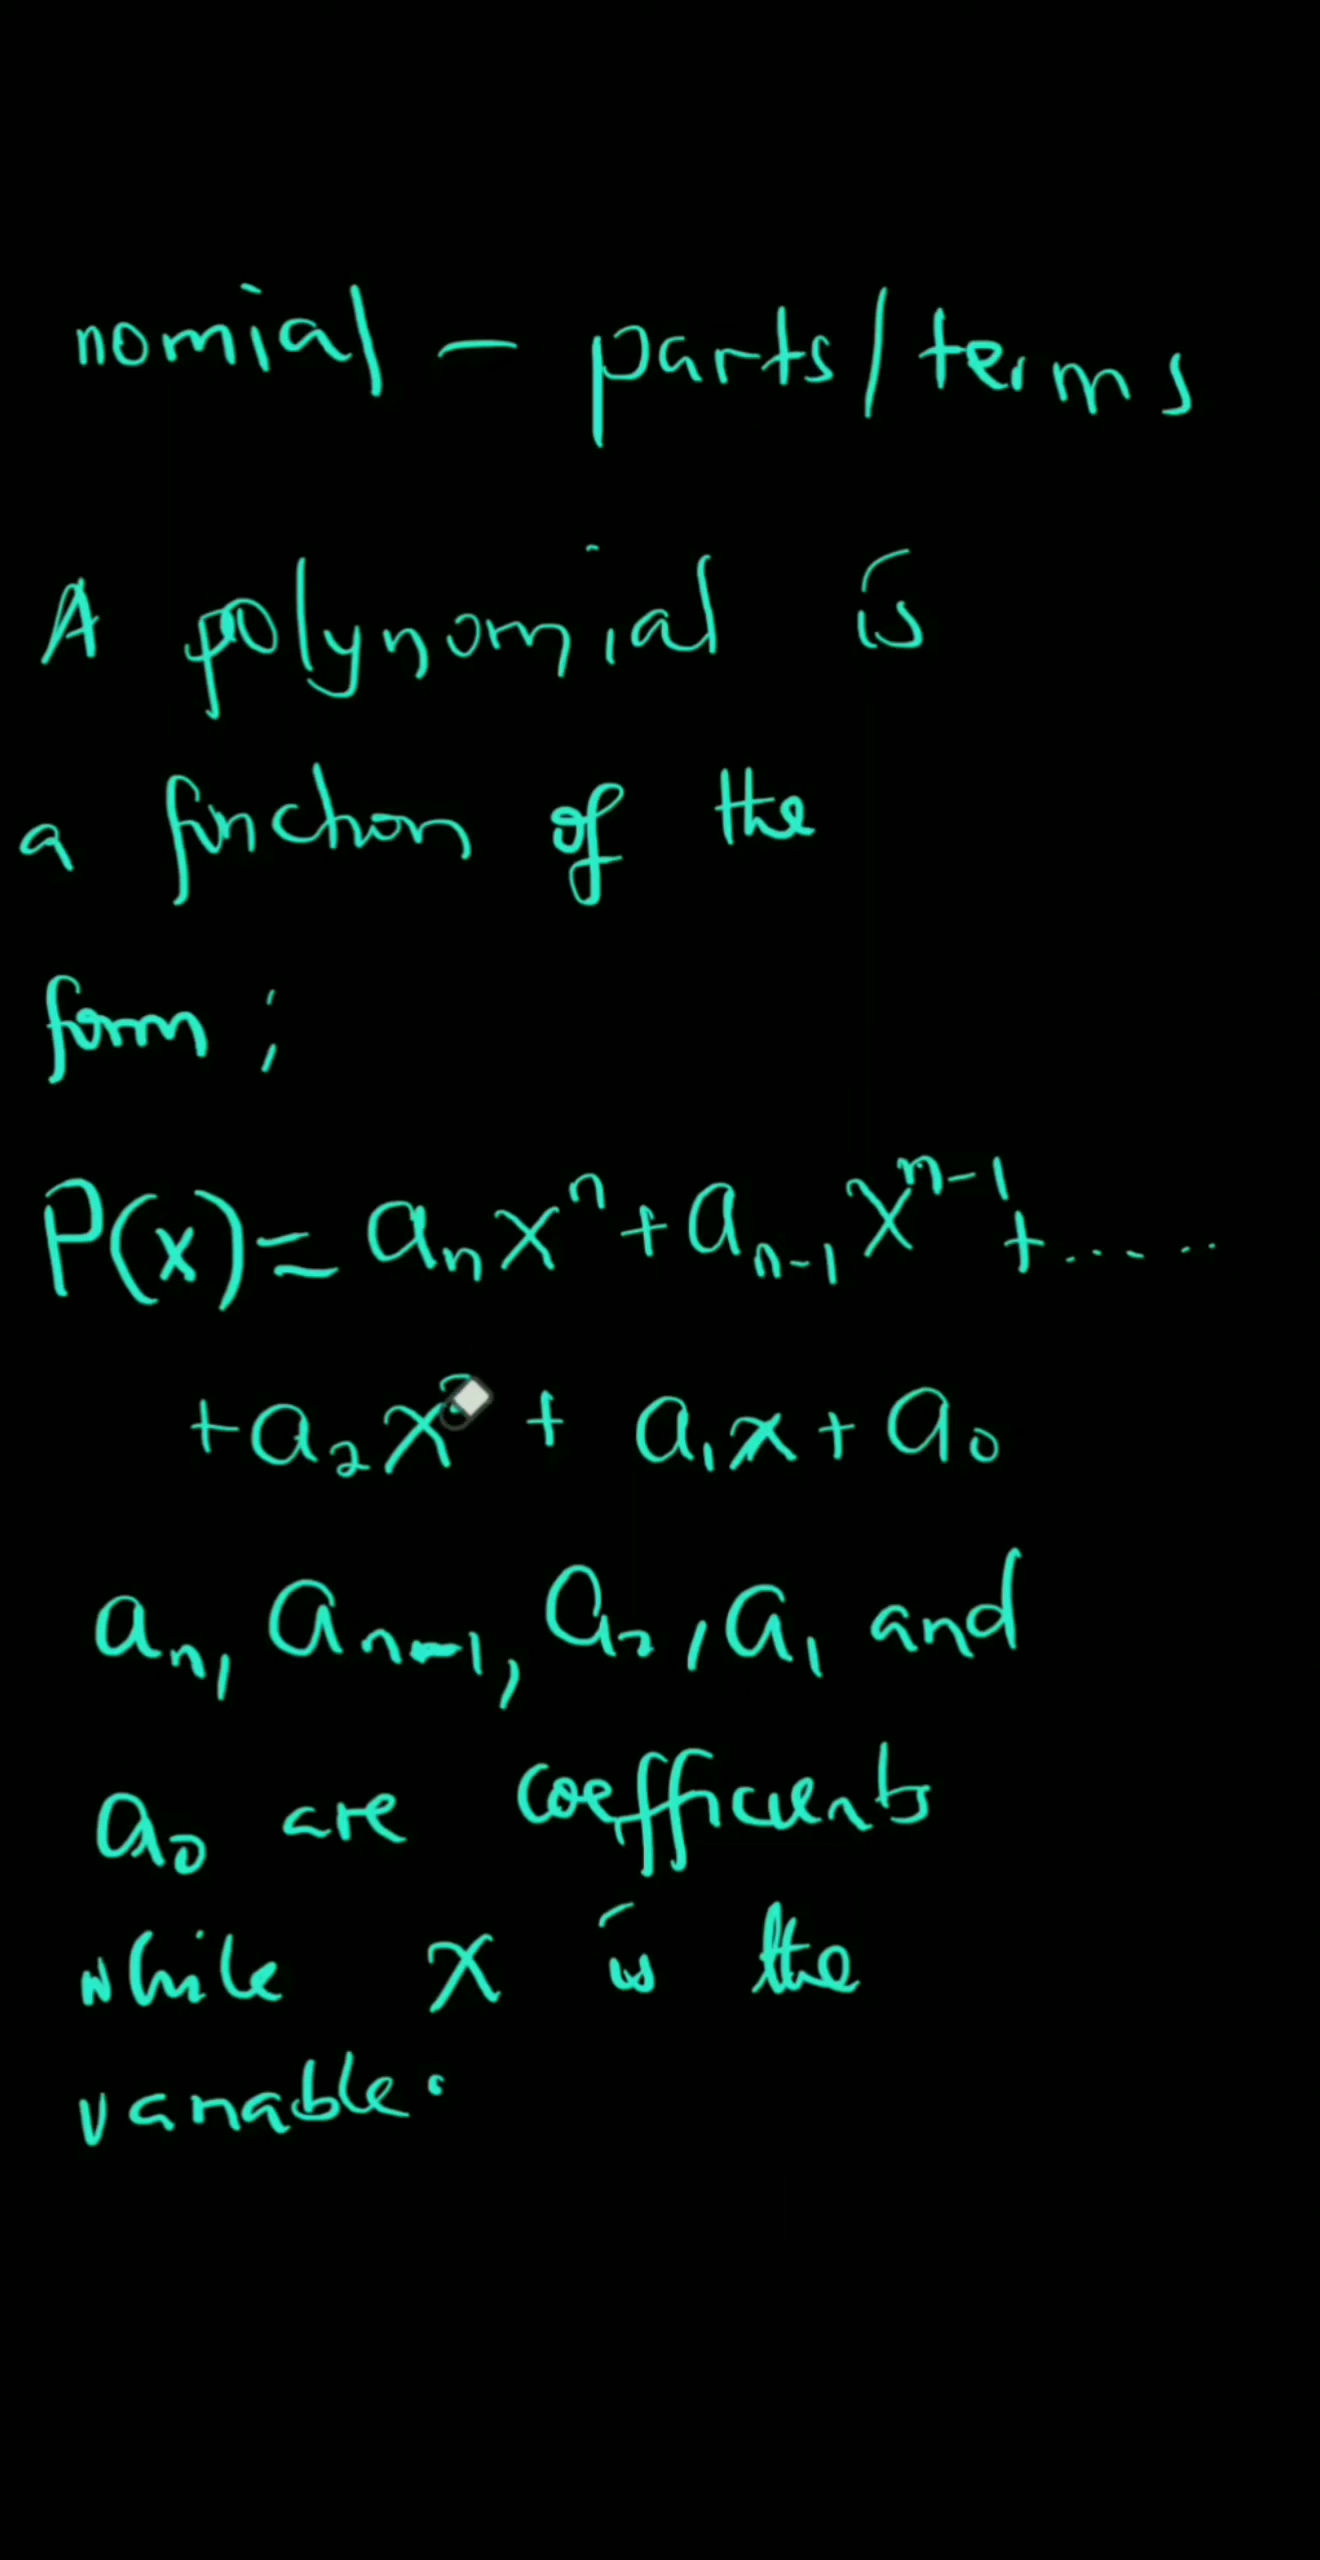 nomial — parts/terms
A polynomial is
a function of the
form;
P(x) = aₙxⁿ + aₙ₋₁xⁿ⁻¹ + .....
+ a₂x² + a₁x + a₀
aₙ, aₙ₋₁, a₂, a₁ and
a₀ are coefficients
while x is the
variable.